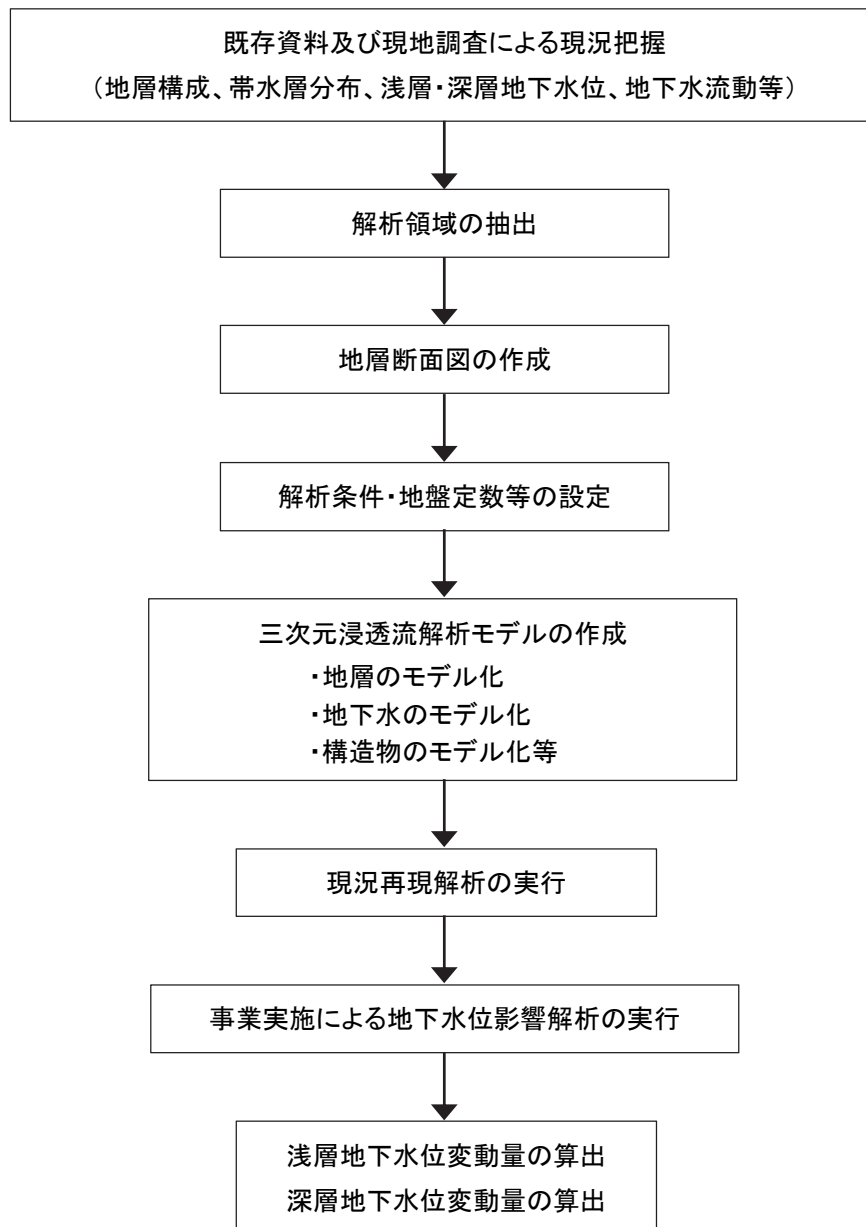 既存資料及び現地調査による現況把握
（地層構成、帯水層分布、浅層・深層地下水位、地下水流動等）
解析領域の抽出
地層断面図の作成
解析条件・地盤定数等の設定
三次元浸透流解析モデルの作成
・地層のモデル化
・地下水のモデル化
・構造物のモデル化等
現況再現解析の実行
事業実施による地下水位影響解析の実行
浅層地下水位変動量の算出
深層地下水位変動量の算出